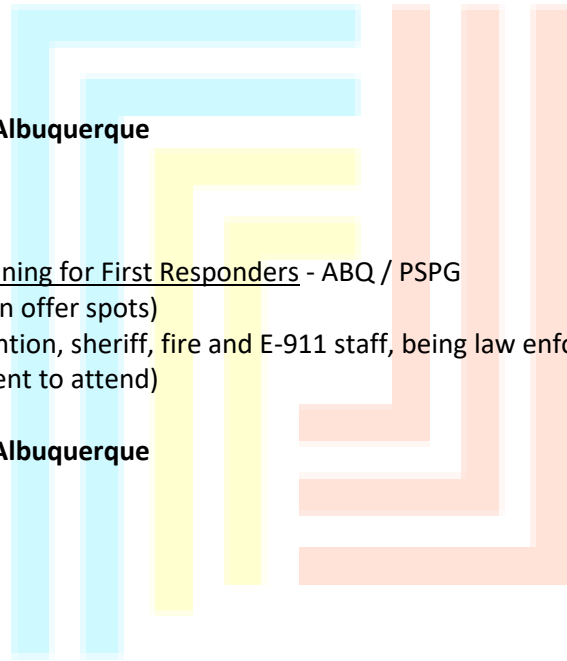 Albuquerque
ning for First Responders - ABQ / PSPG
n offer spots)
ntion, sheriff, fire and E-911 staff, being law enfo
ent to attend)
Albuquerque